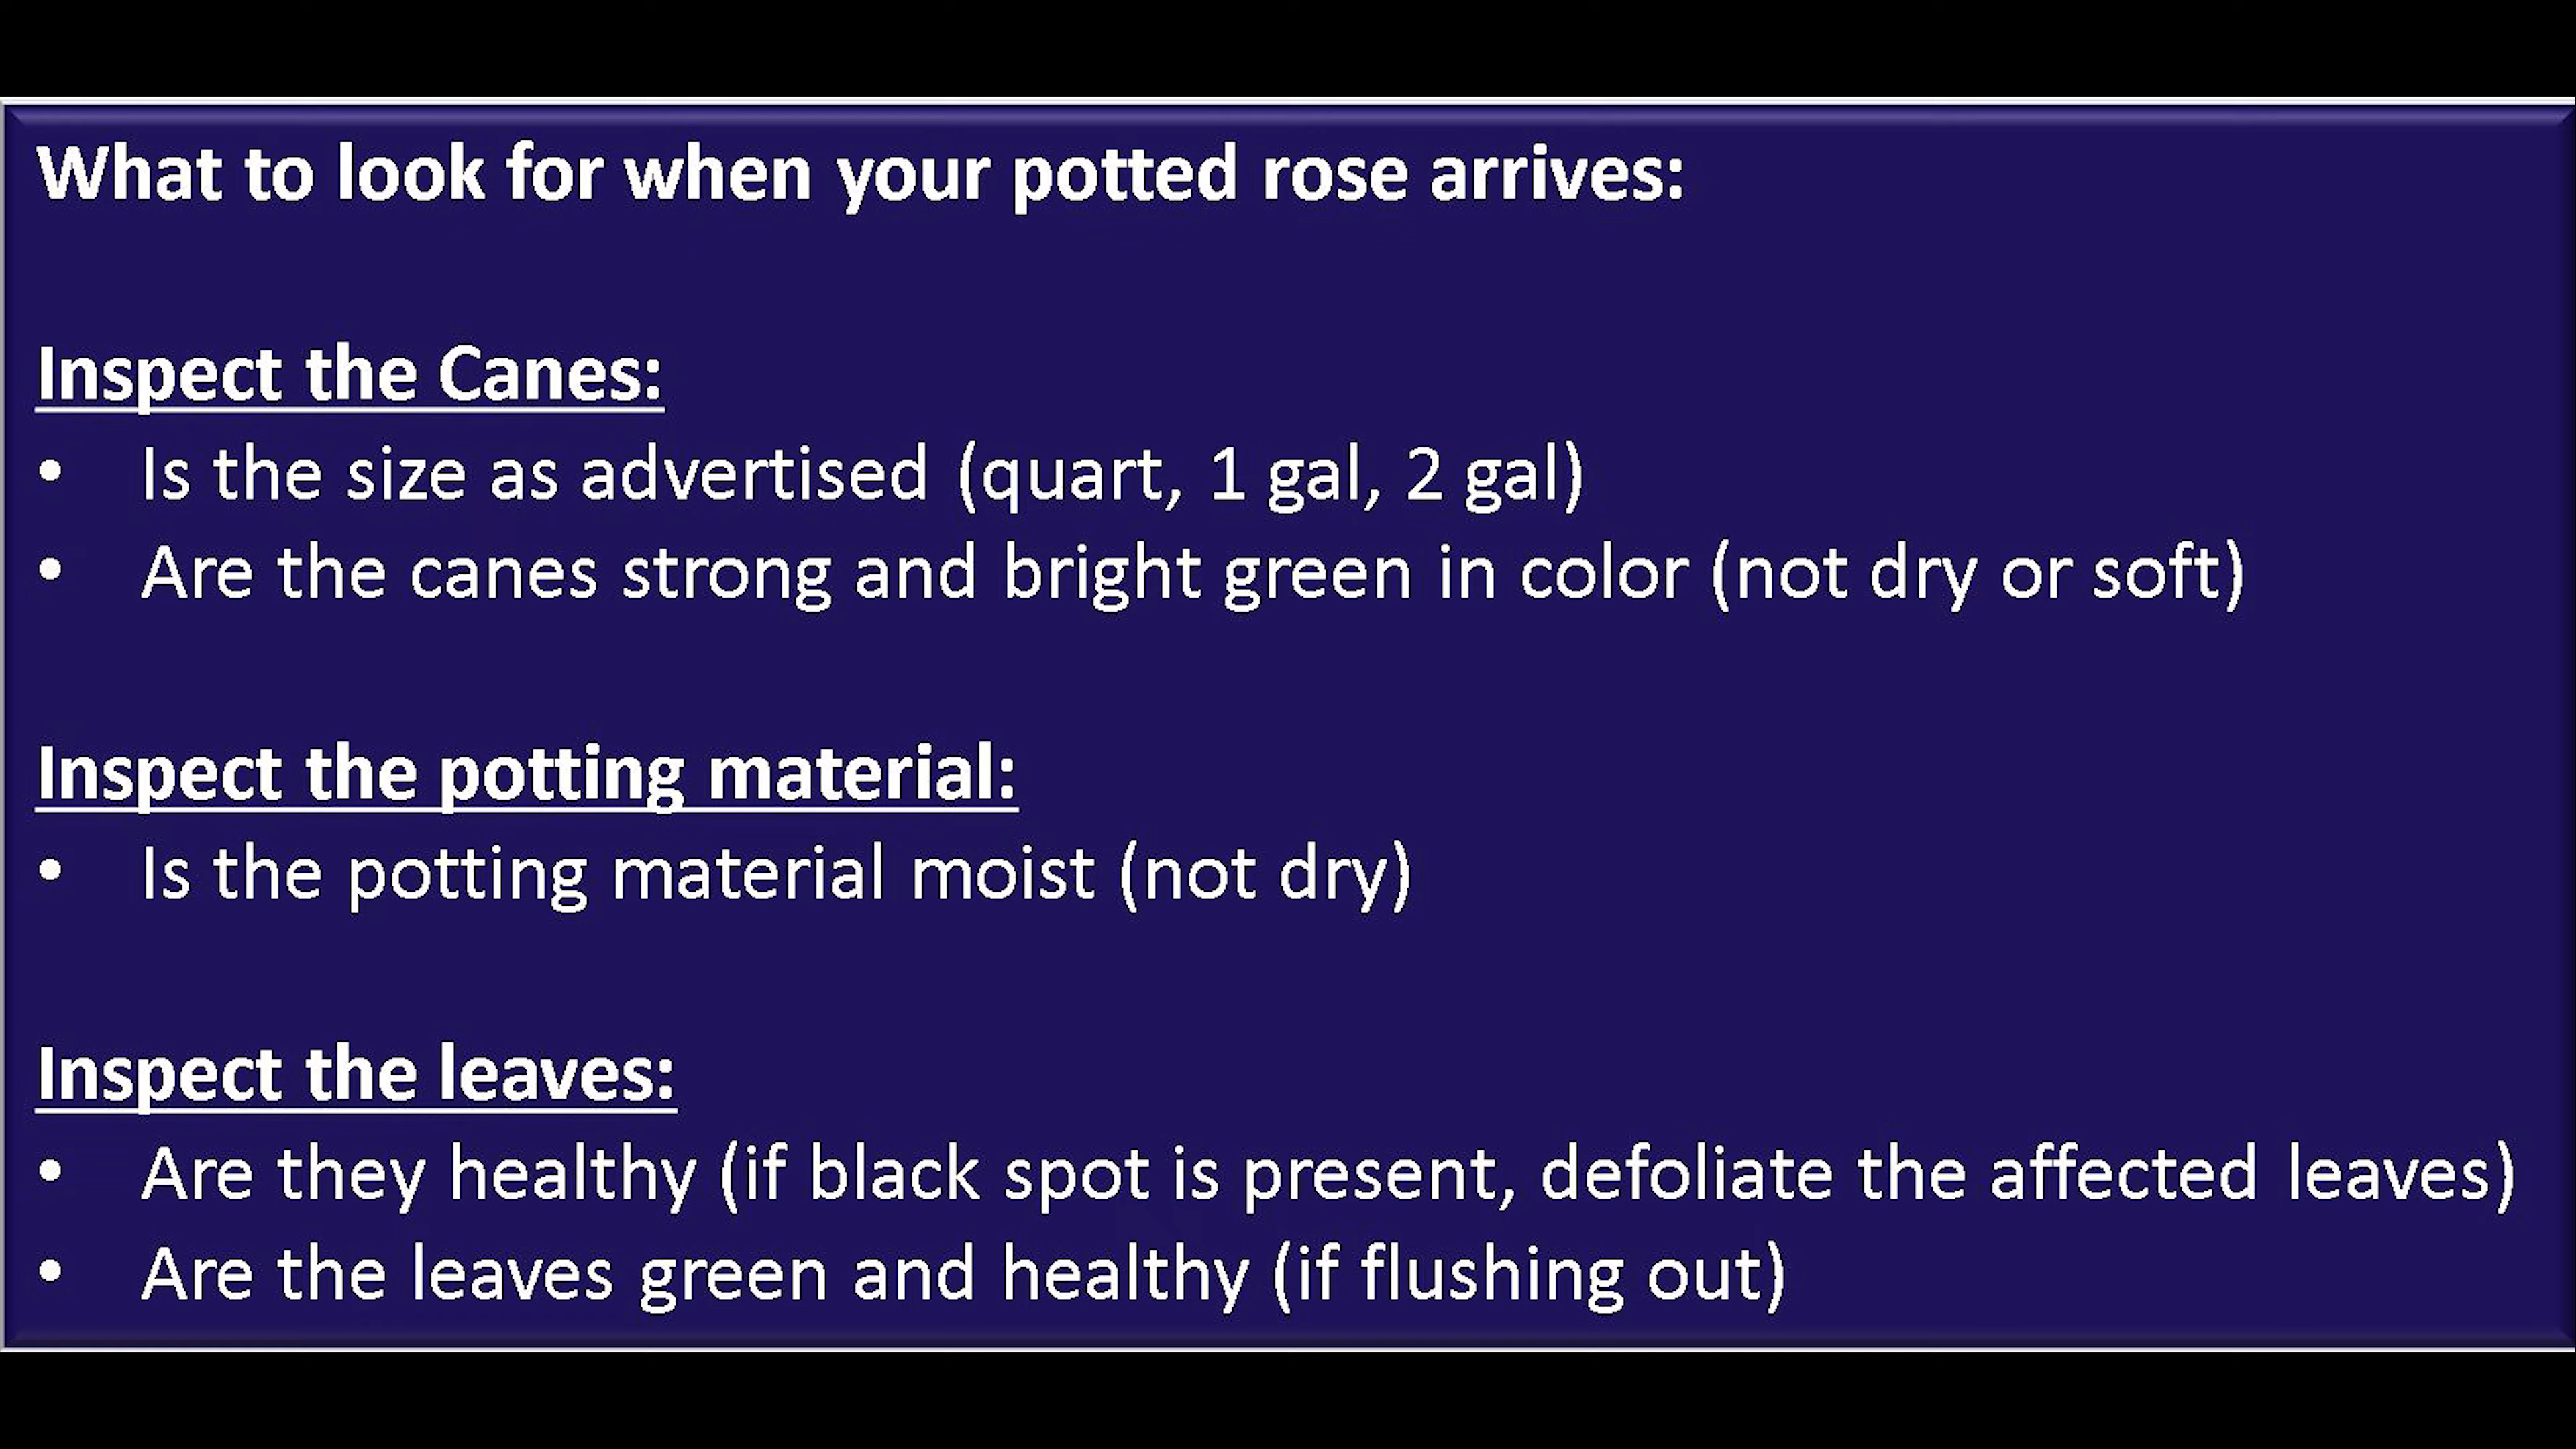 What to look for when your potted rose arrives:
Inspect the Canes:
• Is the size as advertised (quart, 1 gal, 2 gal)
• Are the canes strong and bright green in color (not dry or soft)
Inspect the potting material:
• Is the potting material moist (not dry)
Inspect the leaves:
• Are they healthy (if black spot is present, defoliate the affected leaves)
• Are the leaves green and healthy (if flushing out)